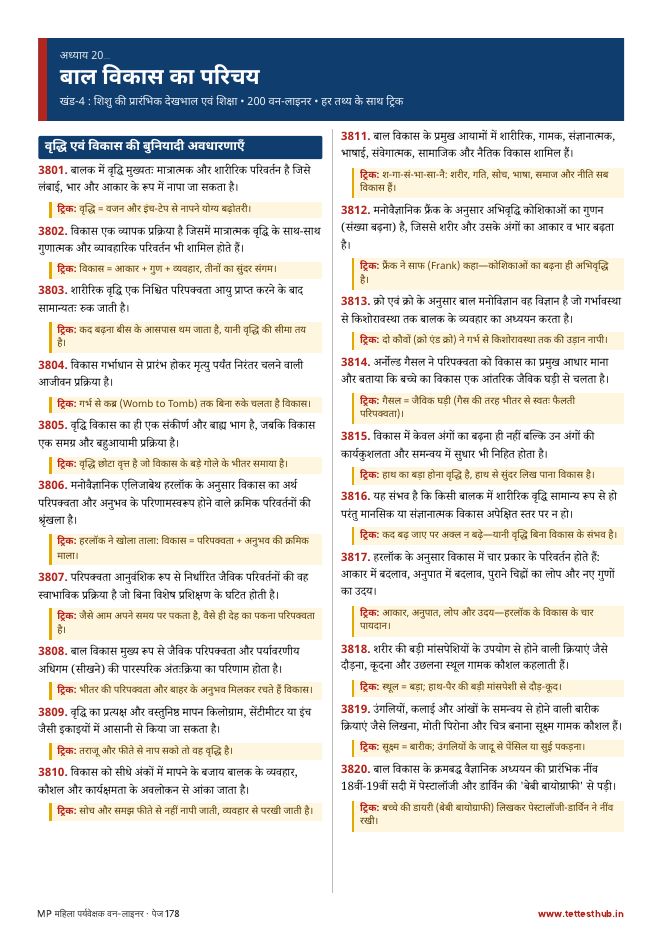 अध्याय 20...
बाल विकास का परिचय
खंड-4 : शिशु की प्रारंभिक देखभाल एवं शिक्षा • 200 वन-लाइनर • हर तथ्य के साथ ट्रिक
वृद्धि एवं विकास की बुनियादी अवधारणाएँ
3801. बालक में वृद्धि मुख्यतः मात्रात्मक और शारीरिक परिवर्तन है जिसे
लंबाई, भार और आकार के रूप में नापा जा सकता है।
ट्रिक: वृद्धि = वजन और इंच-टेप से नापने योग्य बढ़ोतरी।
3802. विकास एक व्यापक प्रक्रिया है जिसमें मात्रात्मक वृद्धि के साथ-साथ
गुणात्मक और व्यावहारिक परिवर्तन भी शामिल होते हैं।
ट्रिक: विकास = आकार + गुण + व्यवहार, तीनों का सुंदर संगम।
3803. शारीरिक वृद्धि एक निश्चित परिपक्वता आयु प्राप्त करने के बाद
सामान्यतः रुक जाती है।
ट्रिक: कद बढ़ना बीस के आसपास थम जाता है, यानी वृद्धि की सीमा तय
है।
3804. विकास गर्भाधान से प्रारंभ होकर मृत्यु पर्यंत निरंतर चलने वाली
आजीवन प्रक्रिया है।
ट्रिक: गर्भ से कब्र (Womb to Tomb) तक बिना रुके चलता है विकास।
3805. वृद्धि विकास का ही एक संकीर्ण और बाह्य भाग है, जबकि विकास
एक समग्र और बहुआयामी प्रक्रिया है।
ट्रिक: वृद्धि छोटा वृत्त है जो विकास के बड़े गोले के भीतर समाया है।
3806. मनोवैज्ञानिक एलिजाबेथ हरलॉक के अनुसार विकास का अर्थ
परिपक्वता और अनुभव के परिणामस्वरूप होने वाले क्रमिक परिवर्तनों की
श्रृंखला है।
ट्रिक: हरलॉक ने खोला ताला: विकास = परिपक्वता + अनुभव की क्रमिक
माला।
3807. परिपक्वता आनुवंशिक रूप से निर्धारित जैविक परिवर्तनों की वह
स्वाभाविक प्रक्रिया है जो बिना विशेष प्रशिक्षण के घटित होती है।
ट्रिक: जैसे आम अपने समय पर पकता है, वैसे ही देह का पकना परिपक्वता
है।
3808. बाल विकास मुख्य रूप से जैविक परिपक्वता और पर्यावरणीय
अधिगम (सीखने) की पारस्परिक अंतःक्रिया का परिणाम होता है।
ट्रिक: भीतर की परिपक्वता और बाहर के अनुभव मिलकर रचते हैं विकास।
3809. वृद्धि का प्रत्यक्ष और वस्तुनिष्ठ मापन किलोग्राम, सेंटीमीटर या इंच
जैसी इकाइयों में आसानी से किया जा सकता है।
ट्रिक: तराजू और फीते से नाप सको तो वह वृद्धि है।
3810. विकास को सीधे अंकों में मापने के बजाय बालक के व्यवहार,
कौशल और कार्यक्षमता के अवलोकन से आंका जाता है।
ट्रिक: सोच और समझ फीते से नहीं नापी जाती, व्यवहार से परखी जाती है।
3811. बाल विकास के प्रमुख आयामों में शारीरिक, गामक, संज्ञानात्मक,
भाषाई, संवेगात्मक, सामाजिक और नैतिक विकास शामिल हैं।
ट्रिक: श-गा-सं-भा-सा-नै: शरीर, गति, सोच, भाषा, समाज और नीति सब
विकास हैं।
3812. मनोवैज्ञानिक फ्रैंक के अनुसार अभिवृद्धि कोशिकाओं का गुणन
(संख्या बढ़ना) है, जिससे शरीर और उसके अंगों का आकार व भार बढ़ता
है।
ट्रिक: फ्रैंक ने साफ (Frank) कहा—कोशिकाओं का बढ़ना ही अभिवृद्धि
है।
3813. क्रो एवं क्रो के अनुसार बाल मनोविज्ञान वह विज्ञान है जो गर्भावस्था
से किशोरावस्था तक बालक के व्यवहार का अध्ययन करता है।
ट्रिक: दो कौवों (क्रो एंड क्रो) ने गर्भ से किशोरावस्था तक की उड़ान नापी।
3814. अर्नोल्ड गैसल ने परिपक्वता को विकास का प्रमुख आधार माना
और बताया कि बच्चे का विकास एक आंतरिक जैविक घड़ी से चलता है।
ट्रिक: गैसल = जैविक घड़ी (गैस की तरह भीतर से स्वतः फैलती
परिपक्वता)।
3815. विकास में केवल अंगों का बढ़ना ही नहीं बल्कि उन अंगों की
कार्यकुशलता और समन्वय में सुधार भी निहित होता है।
ट्रिक: हाथ का बड़ा होना वृद्धि है, हाथ से सुंदर लिख पाना विकास है।
3816. यह संभव है कि किसी बालक में शारीरिक वृद्धि सामान्य रूप से हो
परंतु मानसिक या संज्ञानात्मक विकास अपेक्षित स्तर पर न हो।
ट्रिक: कद बढ़ जाए पर अक्ल न बढ़े—यानी वृद्धि बिना विकास के संभव है।
3817. हरलॉक के अनुसार विकास में चार प्रकार के परिवर्तन होते हैं:
आकार में बदलाव, अनुपात में बदलाव, पुराने चिह्नों का लोप और नए गुणों
का उदय।
ट्रिक: आकार, अनुपात, लोप और उदय—हरलॉक के विकास के चार
पायदान।
3818. शरीर की बड़ी मांसपेशियों के उपयोग से होने वाली क्रियाएं जैसे
दौड़ना, कूदना और उछलना स्थूल गामक कौशल कहलाती हैं।
ट्रिक: स्थूल = बड़ा; हाथ-पैर की बड़ी मांसपेशी से दौड़-कूद।
3819. उंगलियों, कलाई और आंखों के समन्वय से होने वाली बारीक
क्रियाएं जैसे लिखना, मोती पिरोना और चित्र बनाना सूक्ष्म गामक कौशल हैं।
ट्रिक: सूक्ष्म = बारीक; उंगलियों के जादू से पेंसिल या सुई पकड़ना।
3820. बाल विकास के क्रमबद्ध वैज्ञानिक अध्ययन की प्रारंभिक नींव
18वीं-19वीं सदी में पेस्टालॉजी और डार्विन की 'बेबी बायोग्राफी' से पड़ी।
ट्रिक: बच्चे की डायरी (बेबी बायोग्राफी) लिखकर पेस्टालॉजी-डार्विन ने नींव
रखी।
MP महिला पर्यवेक्षक वन-लाइनर · पेज 178
www.tettesthub.in